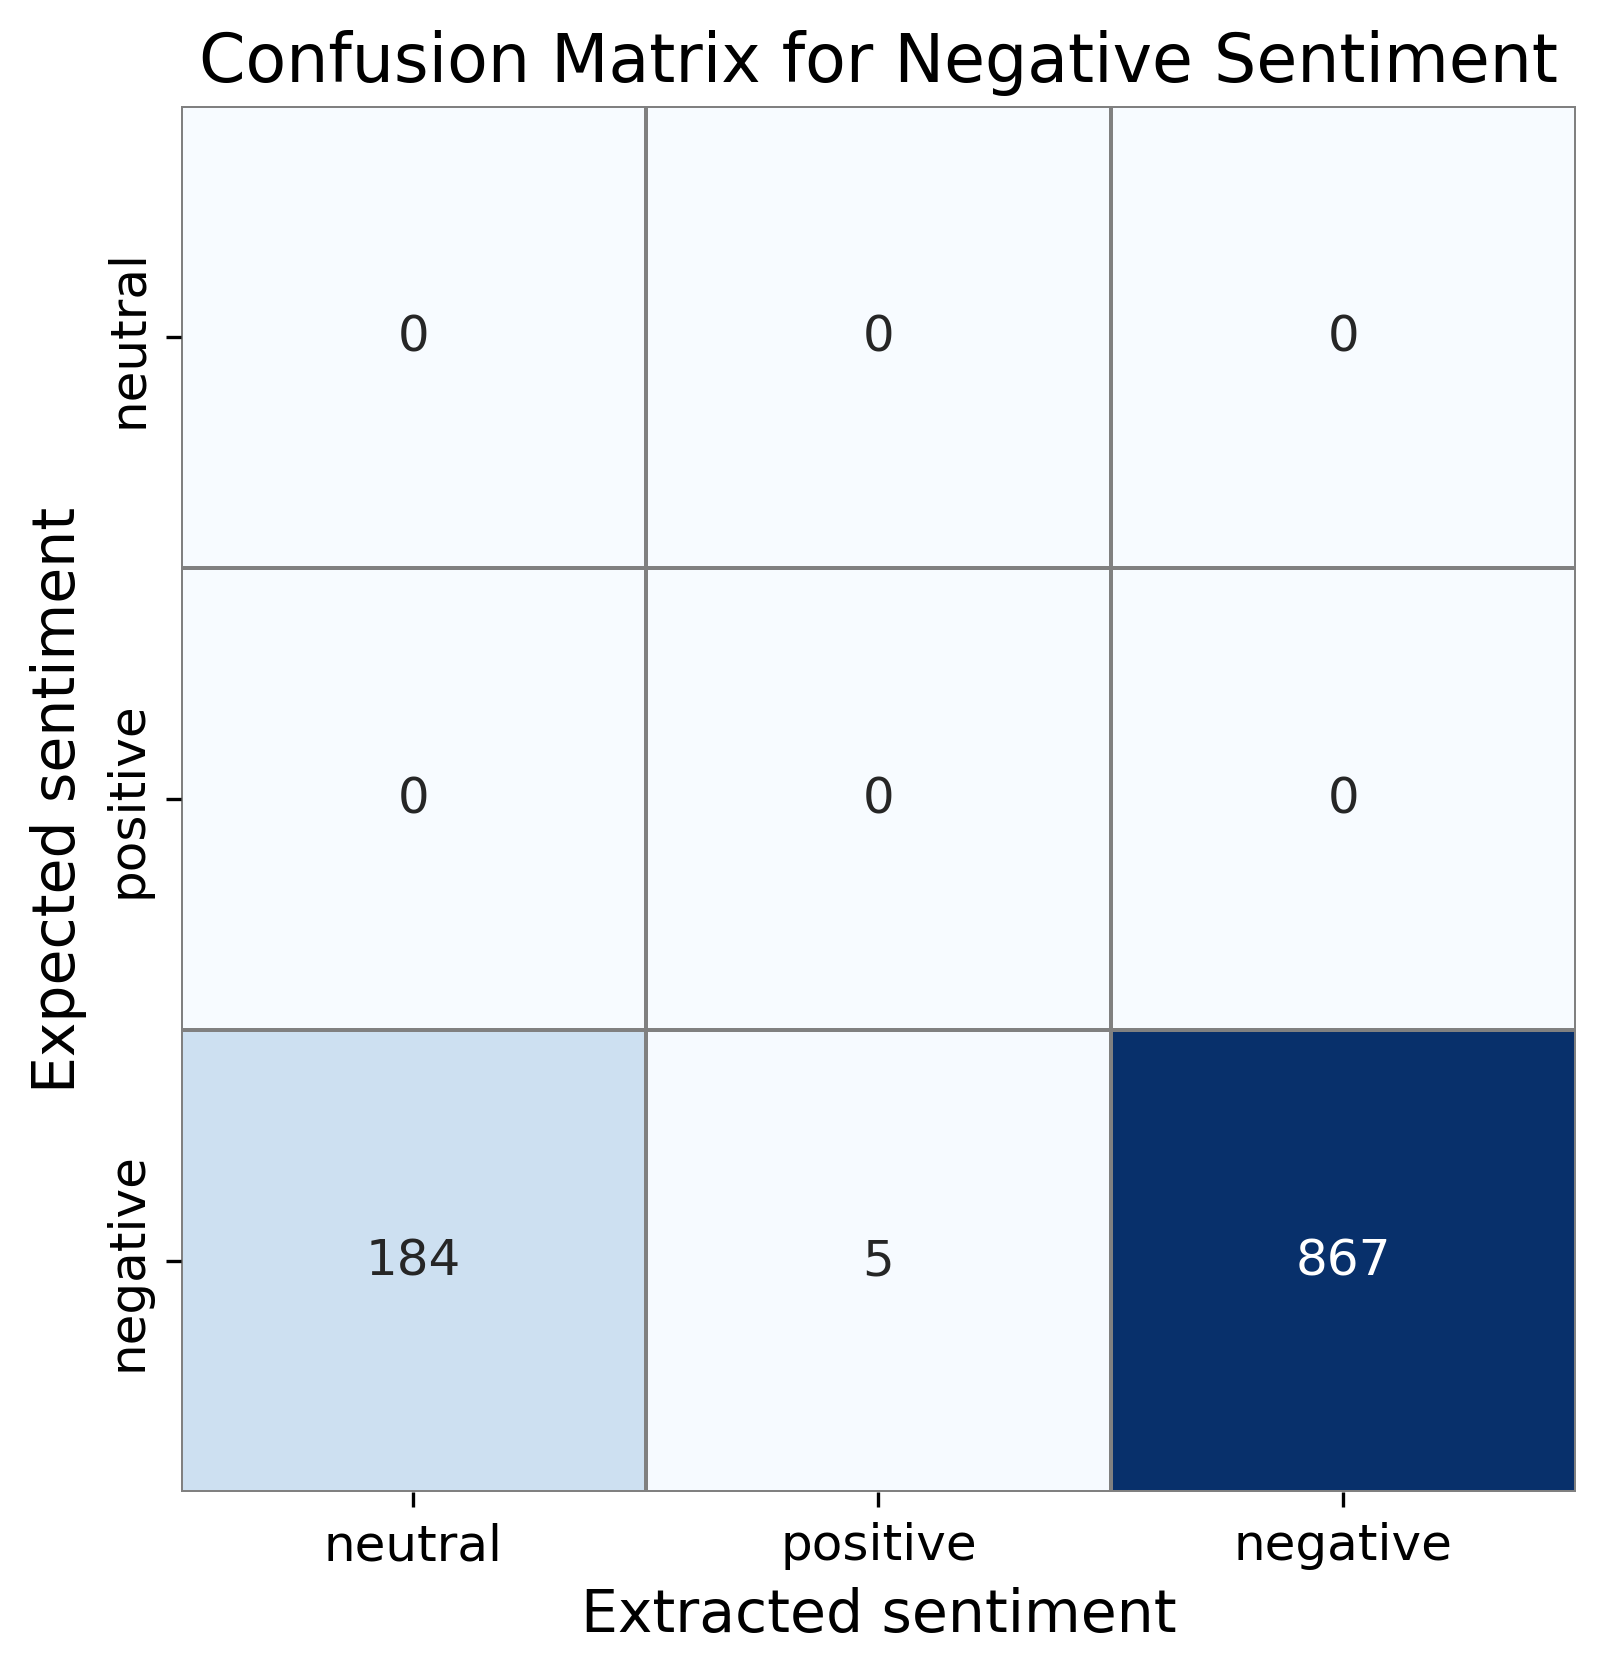 Confusion Matrix for Negative Sentiment
Expected sentiment
neutral
0 0 0
positive
0 0 0
negative
184 5 867
neutral positive negative
Extracted sentiment